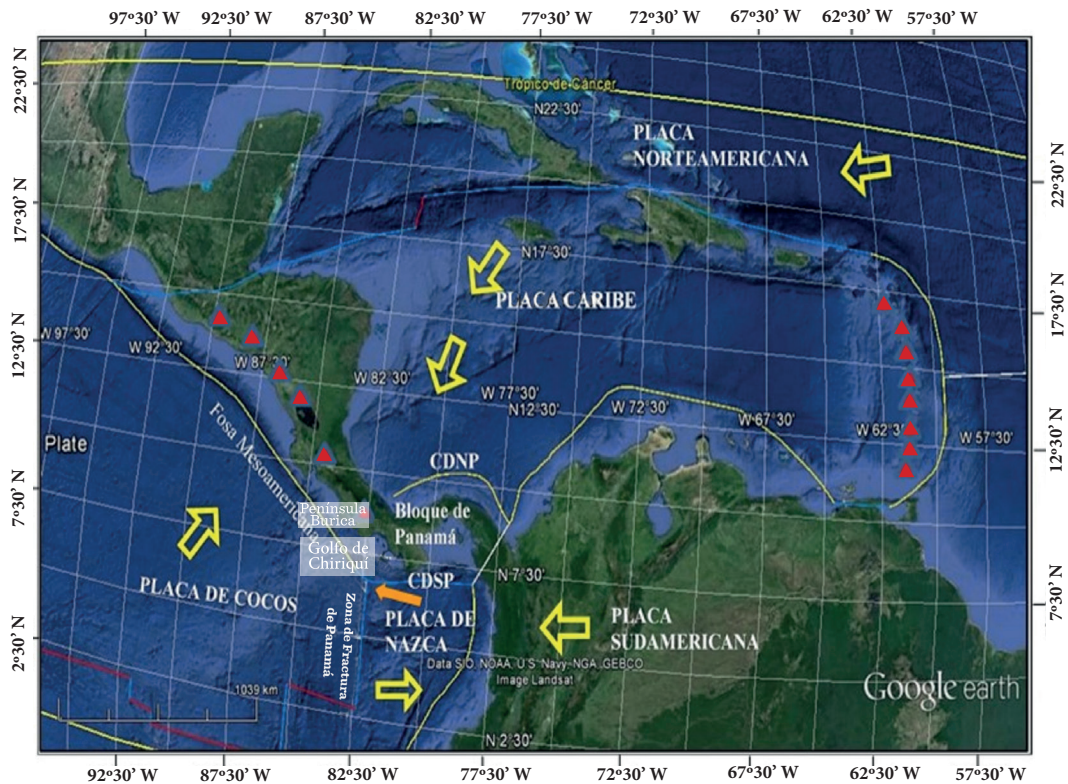 97°30' W
92°30' W
87°30' W
82°30' W
77°30' W
67°30' W
62°30' W
57°30' W
22°30' N
17°30' N
12°30' N
7°30' N
2°30' N
22°30' N
17°30' N
12°30' N
7°30' N
Trópico de Cáncer
N22°30'
PLACA
NORTEAMERICANA
N17°30'
PLACA CARIBE
W 97°30'
W 92°30'
W 87°30'
W 82°30'
W 77°30'
N12°30'
W 72°30'
W 67°30'
W 62°30'
W 57°30'
Plate
Fosa Mesoamericana
CDNP
Península
Burica
Bloque de
Panamá
Golfo de
Chiriquí
N 7°30'
CDSP
PLACA DE COCOS
Zona de Fractura
de Panamá
PLACA DE
NAZCA
PLACA
SUDAMERICANA
Data SIO, NOAA, U.S. Navy, NGA, GEBCO
Image Landsat
1039 km
Google earth
N 2°30'
92°30' W
87°30' W
82°30' W
77°30' W
72°30' W
67°30' W
62°30' W
57°30' W